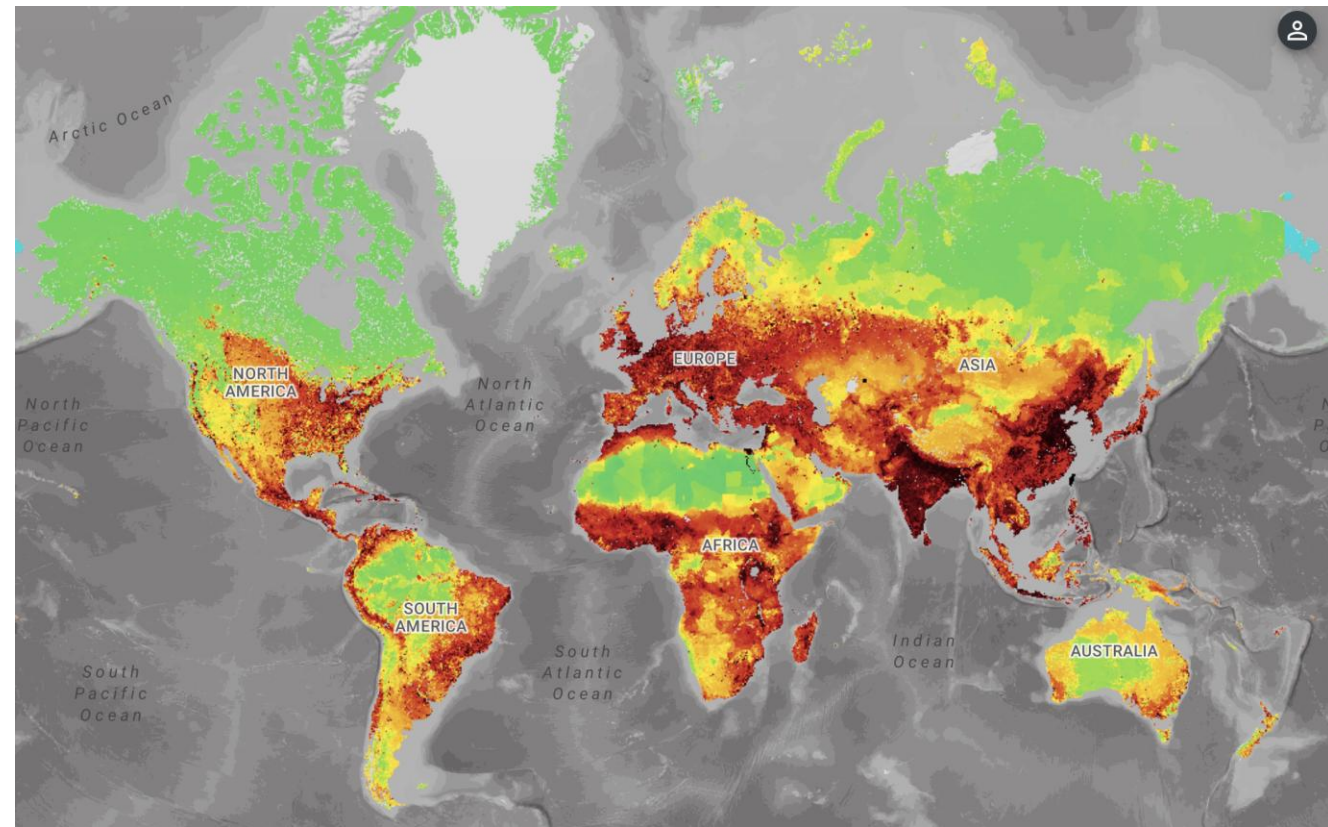 Arctic Ocean
NORTH
AMERICA
EUROPE
ASIA
North
Pacific
Ocean
North
Atlantic
Ocean
AFRICA
SOUTH
AMERICA
South
Pacific
Ocean
South
Atlantic
Ocean
Indian
Ocean
AUSTRALIA